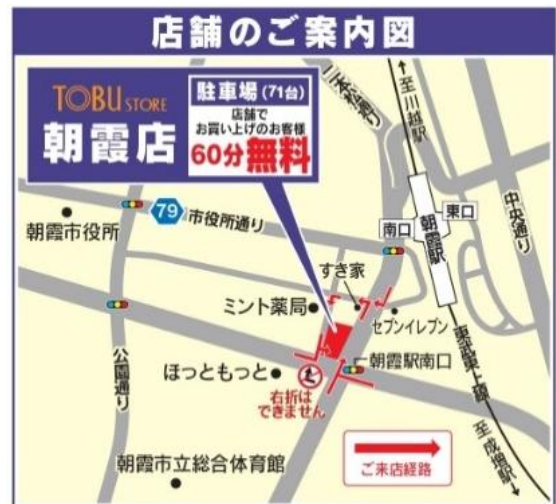 店舗のご案内図
TOBU STORE
朝霞店
駐車場(71台)
店舗で
お買い上げのお客様
60分無料
二本松通り
至川越駅
中央通り
79
市役所通り
朝霞市役所
南口
朝霞駅
東口
すき家
ミント薬局
セブンイレブン
東武東上線
公園通り
ほっともっと
朝霞駅南口
右折は
できません
至成増駅
朝霞市立総合体育館
ご来店経路